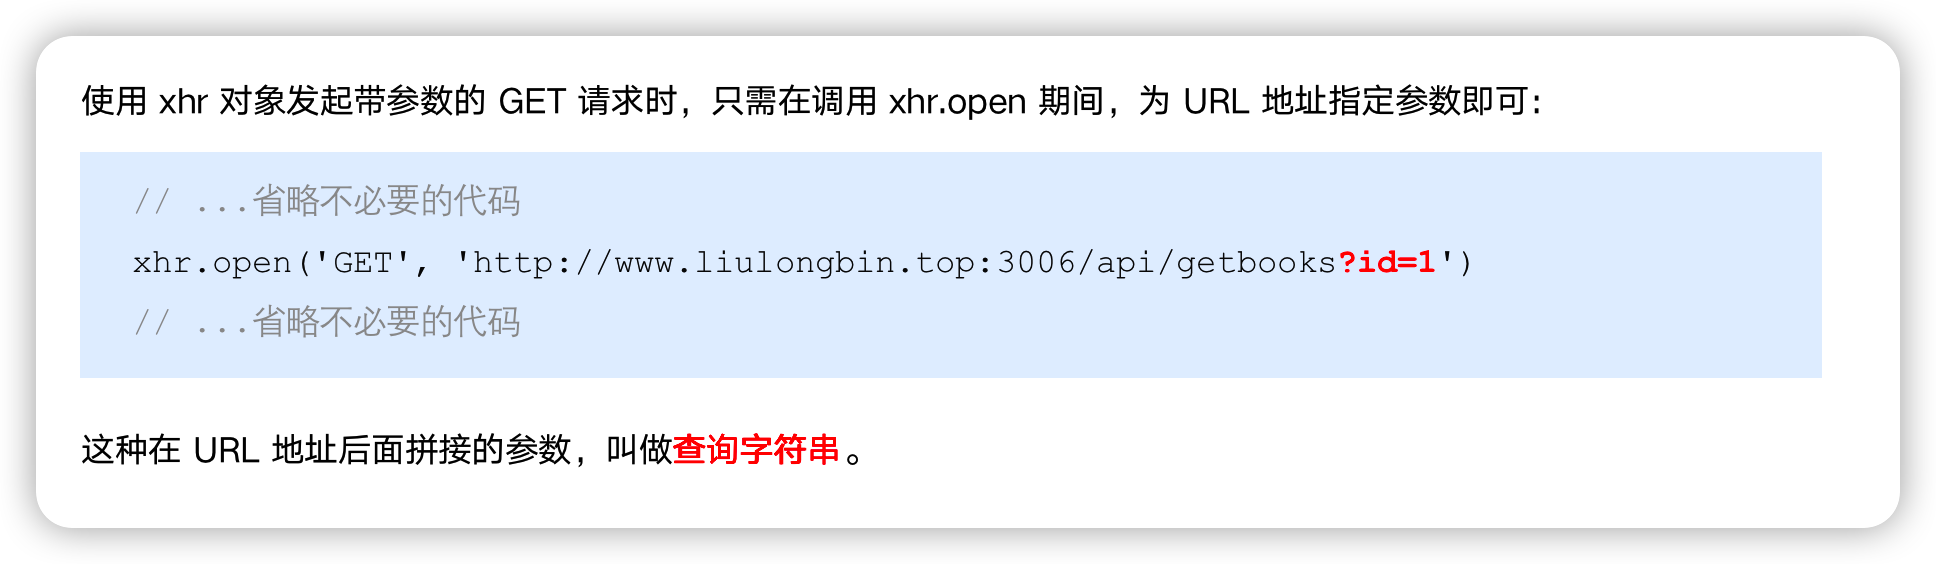 使用 xhr 对象发起带参数的 GET 请求时，只需在调用 xhr.open 期间，为 URL 地址指定参数即可：
// ...省略不必要的代码
xhr.open('GET', 'http://www.liulongbin.top:3006/api/getbooks?id=1')
// ...省略不必要的代码
这种在 URL 地址后面拼接的参数，叫做查询字符串。